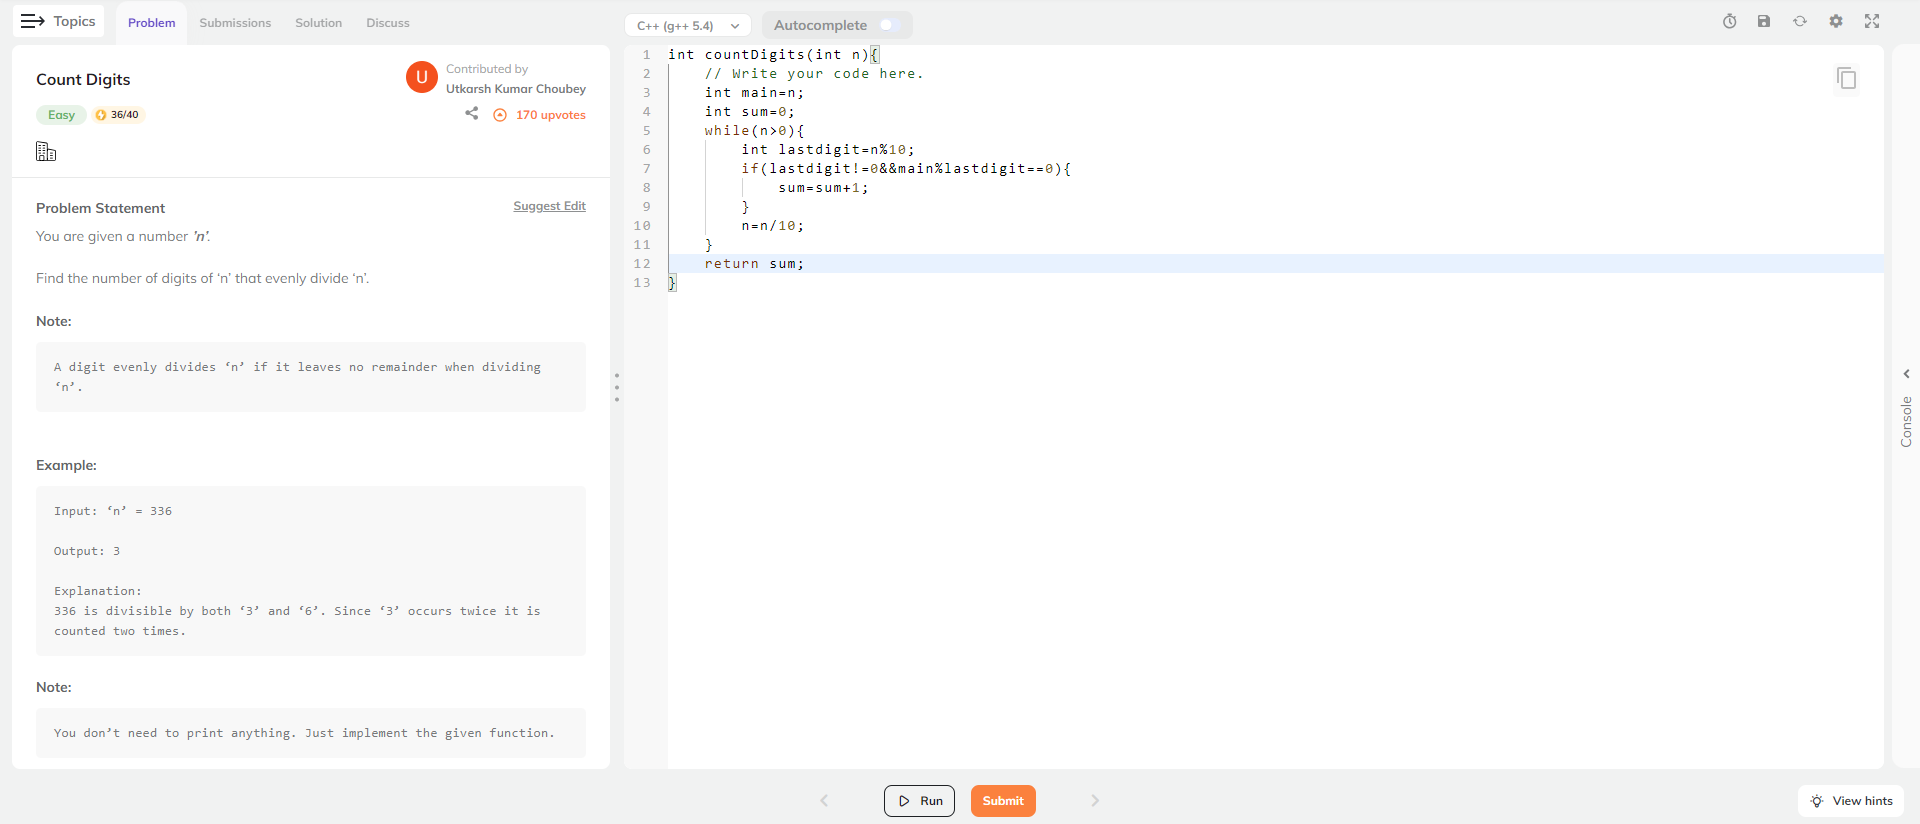 Topics
Problem
Submissions
Solution
Discuss
Count Digits
Easy
36/40
U
Contributed by
Utkarsh Kumar Choubey
170 upvotes
Problem Statement
Suggest Edit
You are given a number 'n'.
Find the number of digits of ‘n’ that evenly divide ‘n’.
Note:
A digit evenly divides ‘n’ if it leaves no remainder when dividing
‘n’.
Example:
Input: ‘n’ = 336
Output: 3
Explanation:
336 is divisible by both ‘3’ and ‘6’. Since ‘3’ occurs twice it is
counted two times.
Note:
You don’t need to print anything. Just implement the given function.
C++ (g++ 5.4)
Autocomplete
1 int countDigits(int n){
2     // Write your code here.
3     int main=n;
4     int sum=0;
5     while(n>0){
6         int lastdigit=n%10;
7         if(lastdigit!=0&&main%lastdigit==0){
8             sum=sum+1;
9         }
10         n=n/10;
11     }
12     return sum;
13 }
Console
Run
Submit
View hints